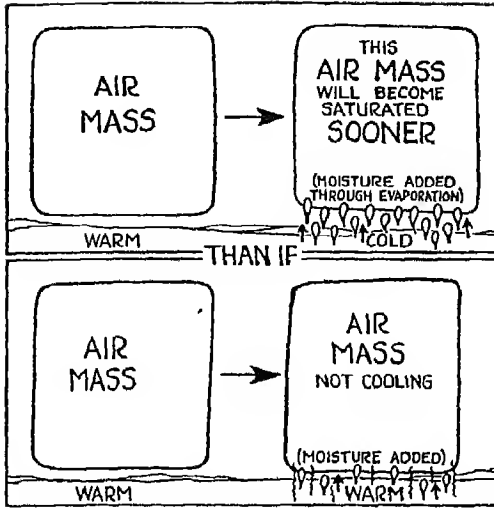 AIR
MASS
THIS
AIR MASS
WILL BECOME
SATURATED
SOONER
(MOISTURE ADDED
THROUGH EVAPORATION)
WARM
COLD
THAN IF
AIR
MASS
AIR
MASS
NOT COOLING
(MOISTURE ADDED)
WARM
WARM